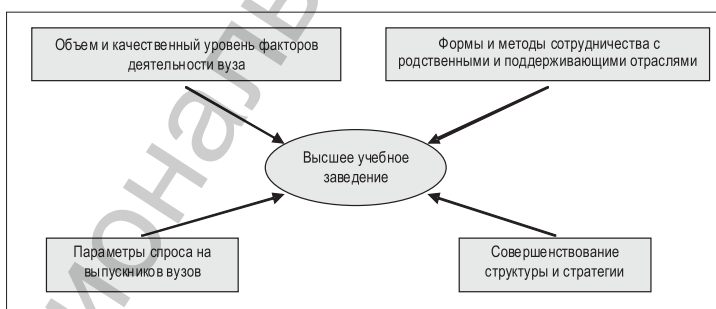 Объем и качественный уровень факторов
деятельности вуза
Формы и методы сотрудничества с
родственными и поддерживающими отраслями
Высшее учебное
заведение
Параметры спроса на
выпускников вузов
Совершенствование
структуры и стратегии